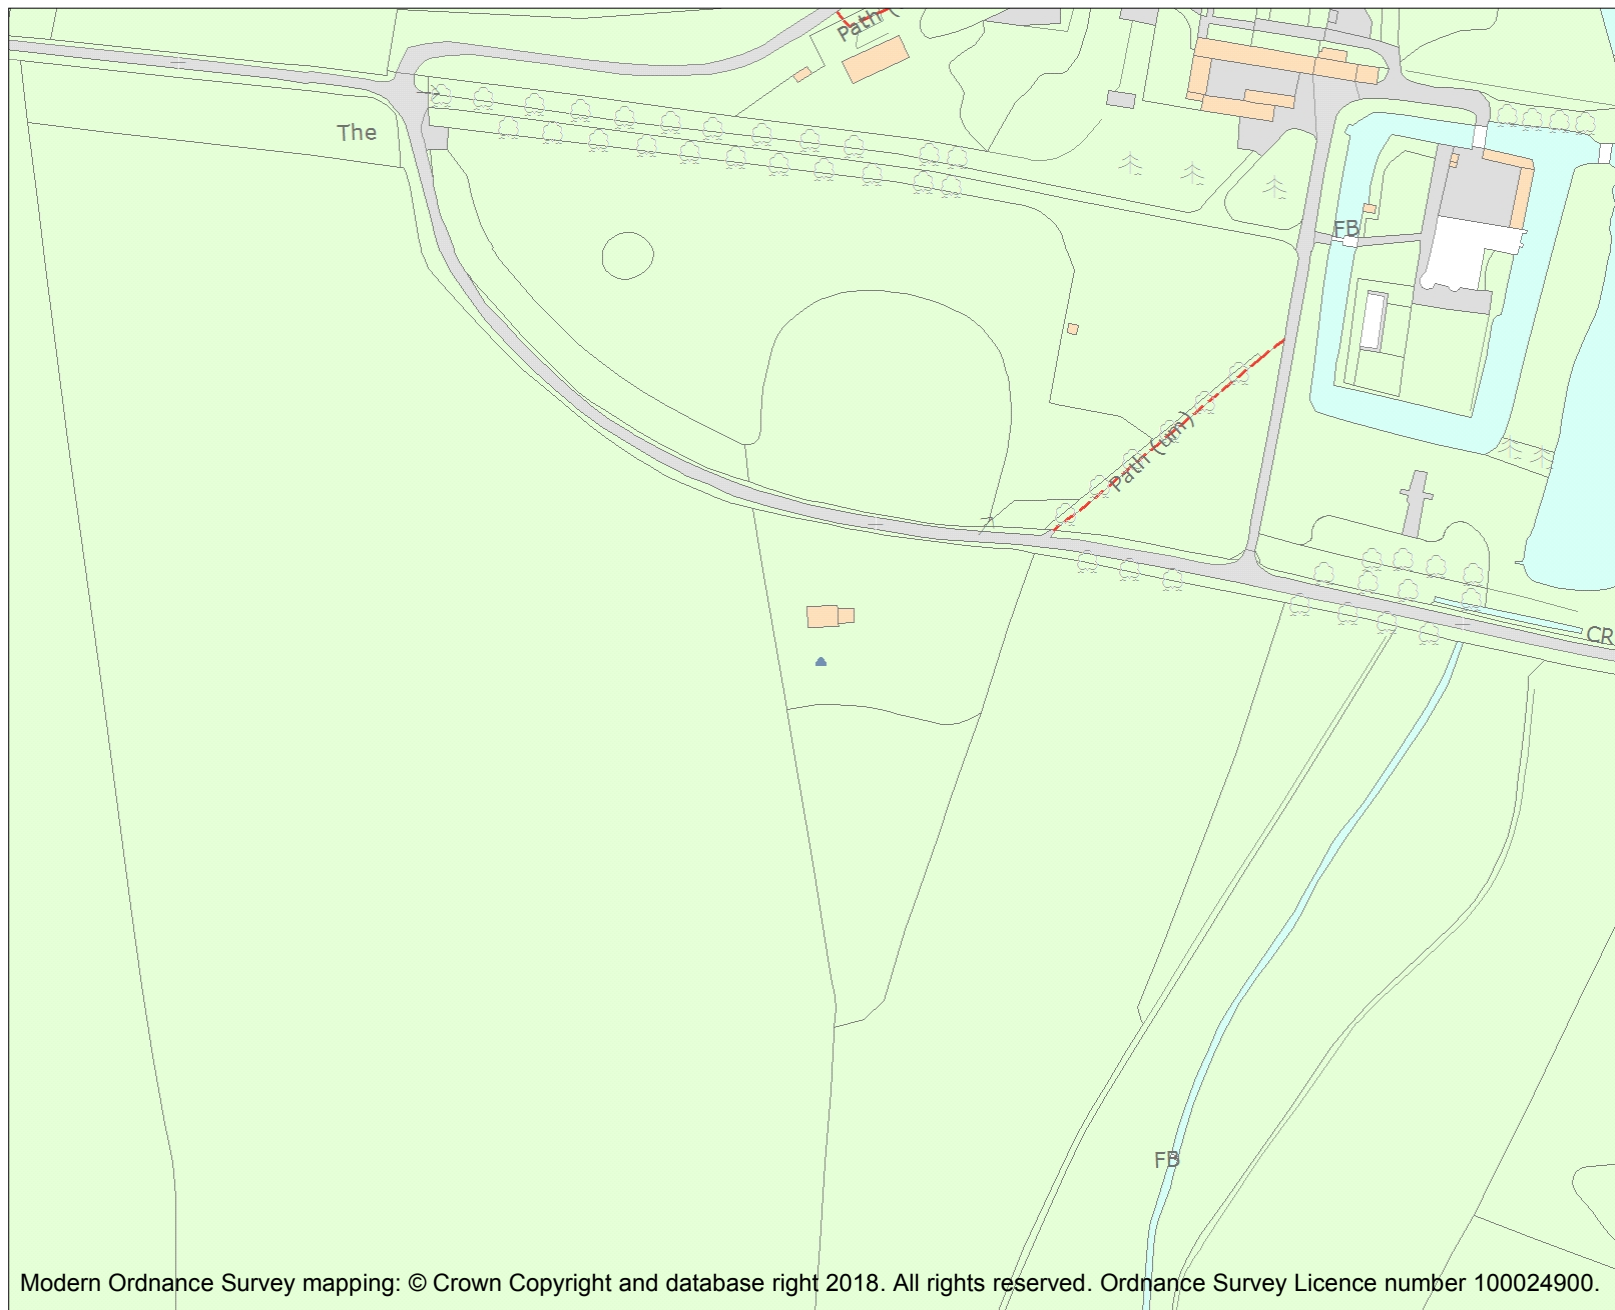 Path (
The
FB
Path (um)
CR
FB
Modern Ordnance Survey mapping: © Crown Copyright and database right 2018. All rights reserved. Ordnance Survey Licence number 100024900.